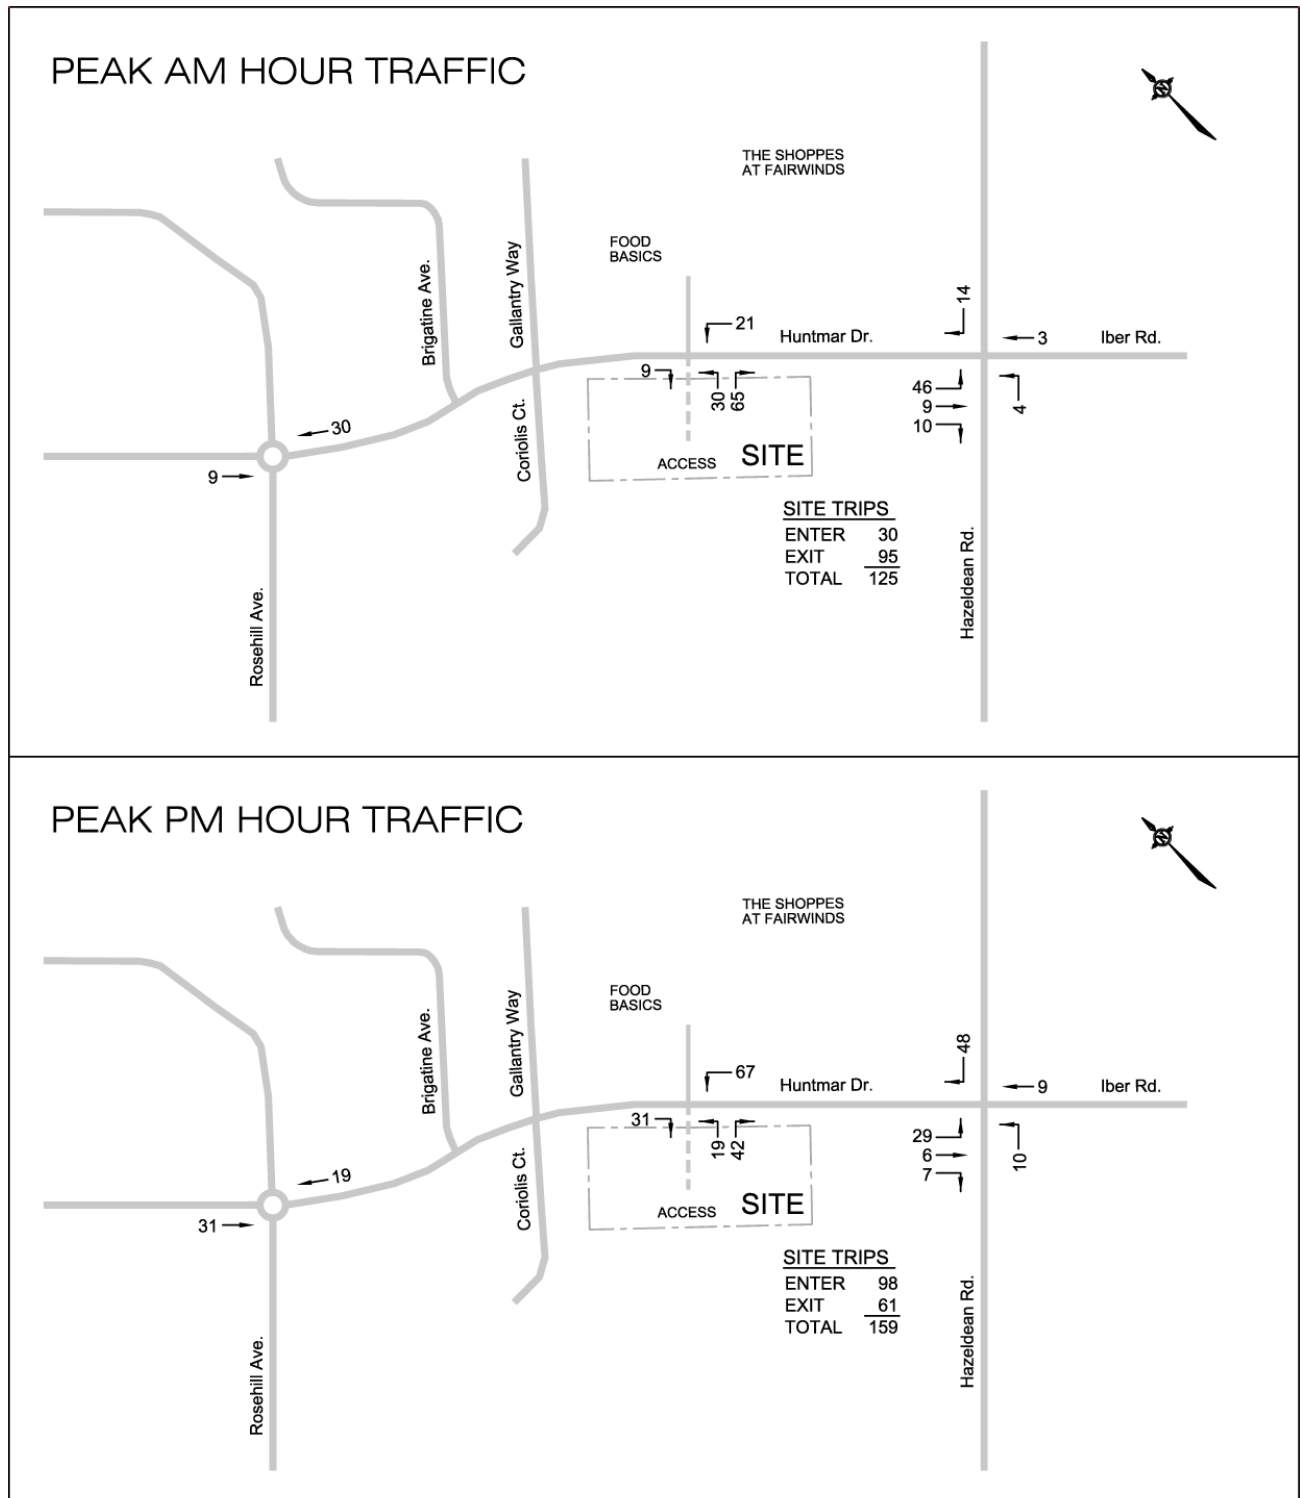 PEAK AM HOUR TRAFFIC
THE SHOPPES
AT FAIRWINDS
FOOD
BASICS
Brigatine Ave.
Gallantry Way
14
21
Huntmar Dr.
3
Iber Rd.
9
30
65
46
9
10
4
30
Coriolis Ct.
ACCESS
SITE
9
SITE TRIPS
ENTER 30
EXIT 95
TOTAL 125
Hazeldean Rd.
Rosehill Ave.
PEAK PM HOUR TRAFFIC
THE SHOPPES
AT FAIRWINDS
FOOD
BASICS
Brigatine Ave.
Gallantry Way
48
67
Huntmar Dr.
9
Iber Rd.
31
19
42
29
6
7
10
19
Coriolis Ct.
ACCESS
SITE
31
SITE TRIPS
ENTER 98
EXIT 61
TOTAL 159
Hazeldean Rd.
Rosehill Ave.